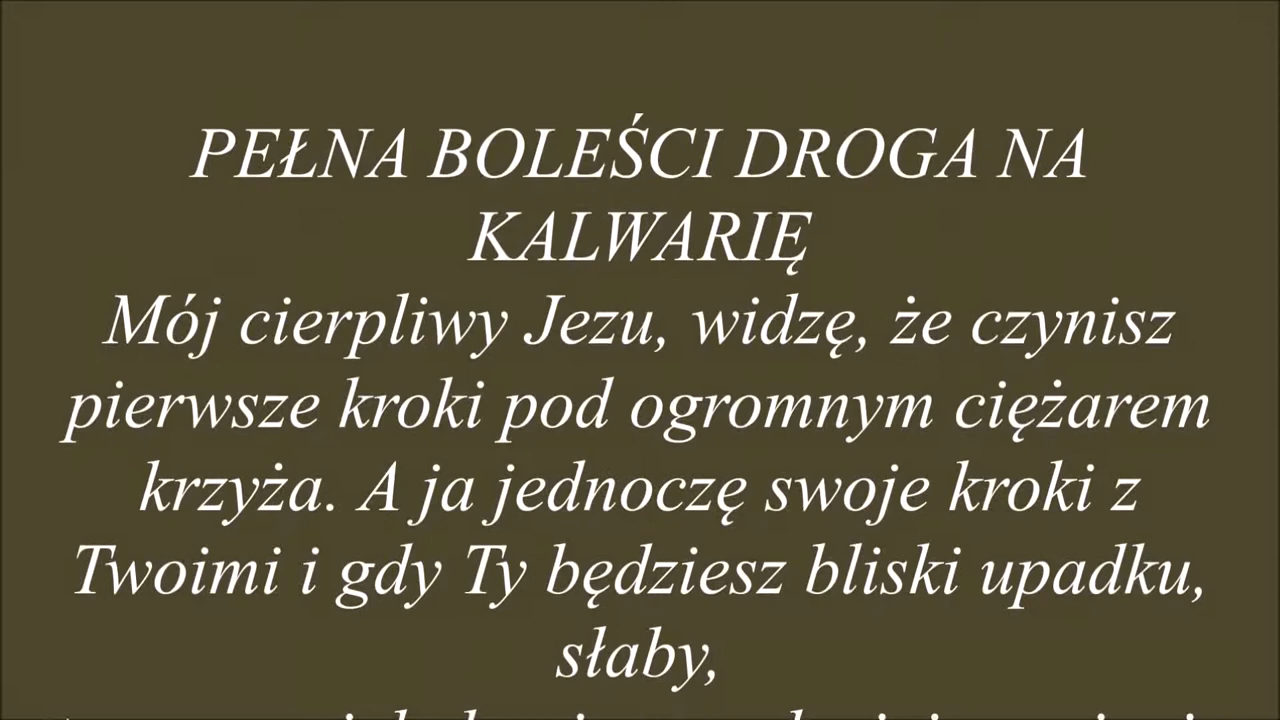 PEŁNA BOLEŚCI DROGA NA
KALWARIĘ
Mój cierpliwy Jezu, widzę, że czynisz
pierwsze kroki pod ogromnym ciężarem
krzyża. A ja jednoczę swoje kroki z
Twoimi i gdy Ty będziesz bliski upadku,
słaby,